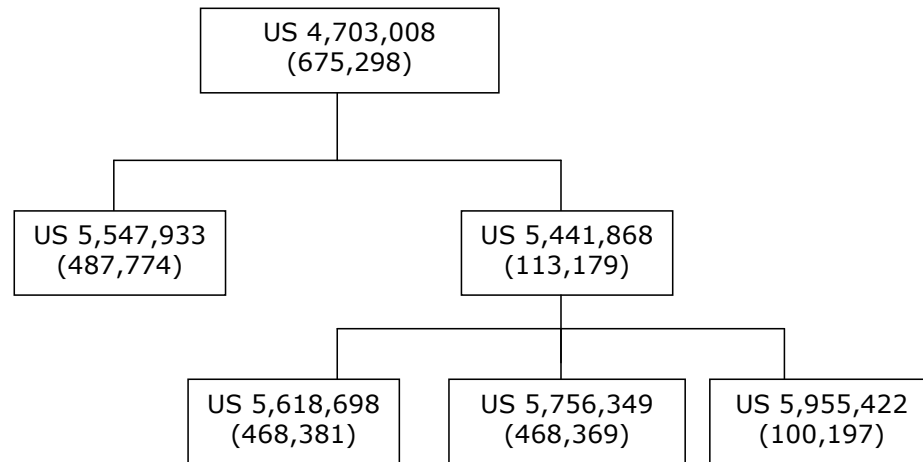 US 4,703,008
(675,298)
US 5,547,933
(487,774)
US 5,441,868
(113,179)
US 5,618,698
(468,381)
US 5,756,349
(468,369)
US 5,955,422
(100,197)